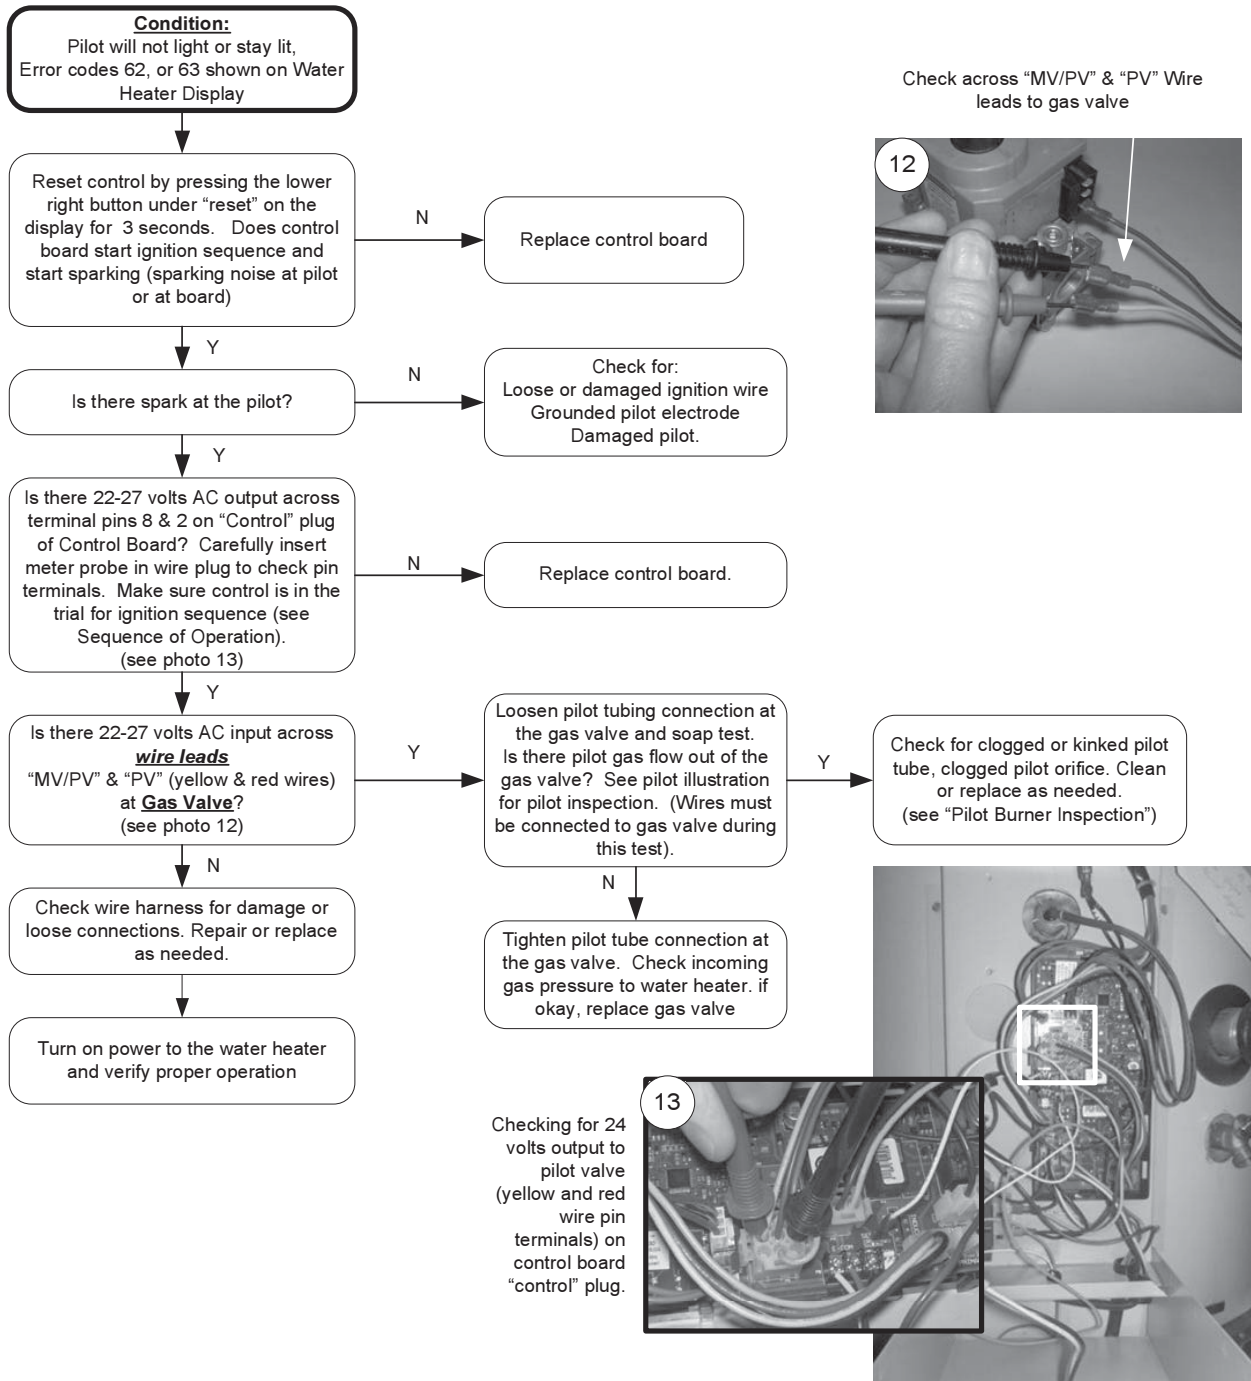 Condition:
Pilot will not light or stay lit,
Error codes 62, or 63 shown on Water
Heater Display
Reset control by pressing the lower
right button under “reset” on the
display for 3 seconds. Does control
board start ignition sequence and
start sparking (sparking noise at pilot
or at board)
N
Replace control board
Y
Is there spark at the pilot?
N
Check for:
Loose or damaged ignition wire
Grounded pilot electrode
Damaged pilot.
Y
Is there 22-27 volts AC output across
terminal pins 8 & 2 on “Control” plug
of Control Board? Carefully insert
meter probe in wire plug to check pin
terminals. Make sure control is in the
trial for ignition sequence (see
Sequence of Operation).
(see photo 13)
N
Replace control board.
Y
Is there 22-27 volts AC input across
wire leads
“MV/PV” & “PV” (yellow & red wires)
at Gas Valve?
(see photo 12)
Y
Loosen pilot tubing connection at
the gas valve and soap test.
Is there pilot gas flow out of the
gas valve? See pilot illustration
for pilot inspection. (Wires must
be connected to gas valve during
this test).
Y
Check for clogged or kinked pilot
tube, clogged pilot orifice. Clean
or replace as needed.
(see “Pilot Burner Inspection”)
N
Check wire harness for damage or
loose connections. Repair or replace
as needed.
N
Tighten pilot tube connection at
the gas valve. Check incoming
gas pressure to water heater. if
okay, replace gas valve
Turn on power to the water heater
and verify proper operation
Check across “MV/PV” & “PV” Wire
leads to gas valve
12
13
Checking for 24
volts output to
pilot valve
(yellow and red
wire pin
terminals) on
control board
“control” plug.